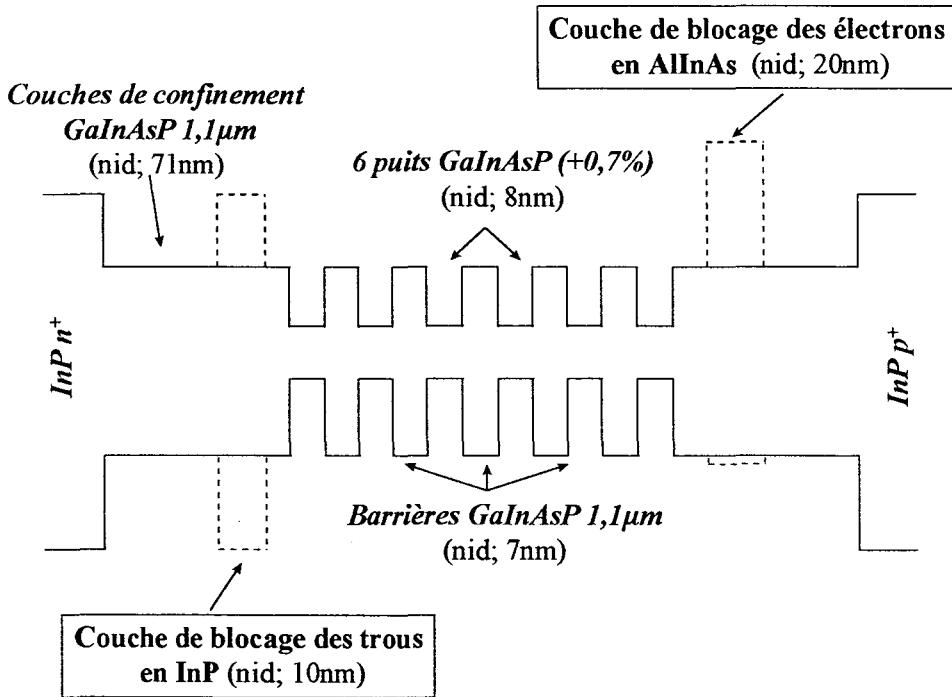 Couche de blocage des électrons
en AlInAs (nid; 20nm)
Couches de confinement
GaInAsP 1,1µm
(nid; 71nm)
6 puits GaInAsP (+0,7%)
(nid; 8nm)
InP n+
InP p+
Barrières GaInAsP 1,1µm
(nid; 7nm)
Couche de blocage des trous
en InP (nid; 10nm)